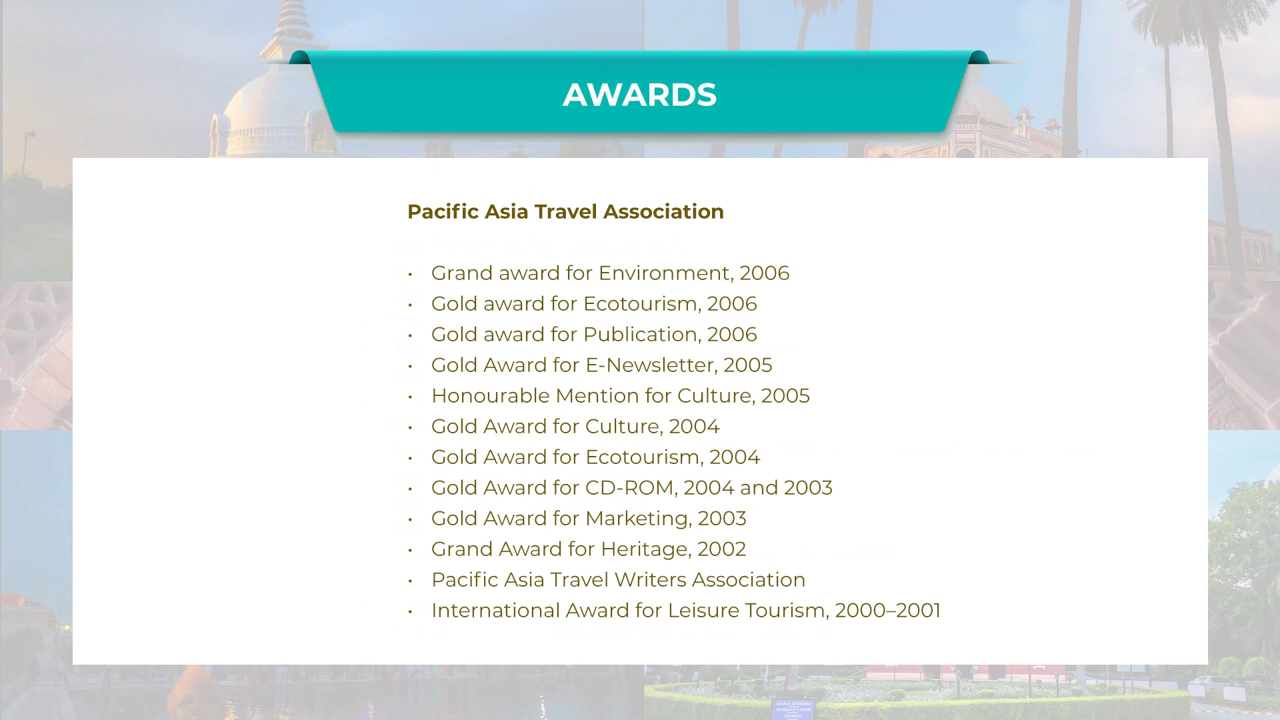 AWARDS
Pacific Asia Travel Association
• Grand award for Environment, 2006
• Gold award for Ecotourism, 2006
• Gold award for Publication, 2006
• Gold Award for E-Newsletter, 2005
• Honourable Mention for Culture, 2005
• Gold Award for Culture, 2004
• Gold Award for Ecotourism, 2004
• Gold Award for CD-ROM, 2004 and 2003
• Gold Award for Marketing, 2003
• Grand Award for Heritage, 2002
• Pacific Asia Travel Writers Association
• International Award for Leisure Tourism, 2000–2001